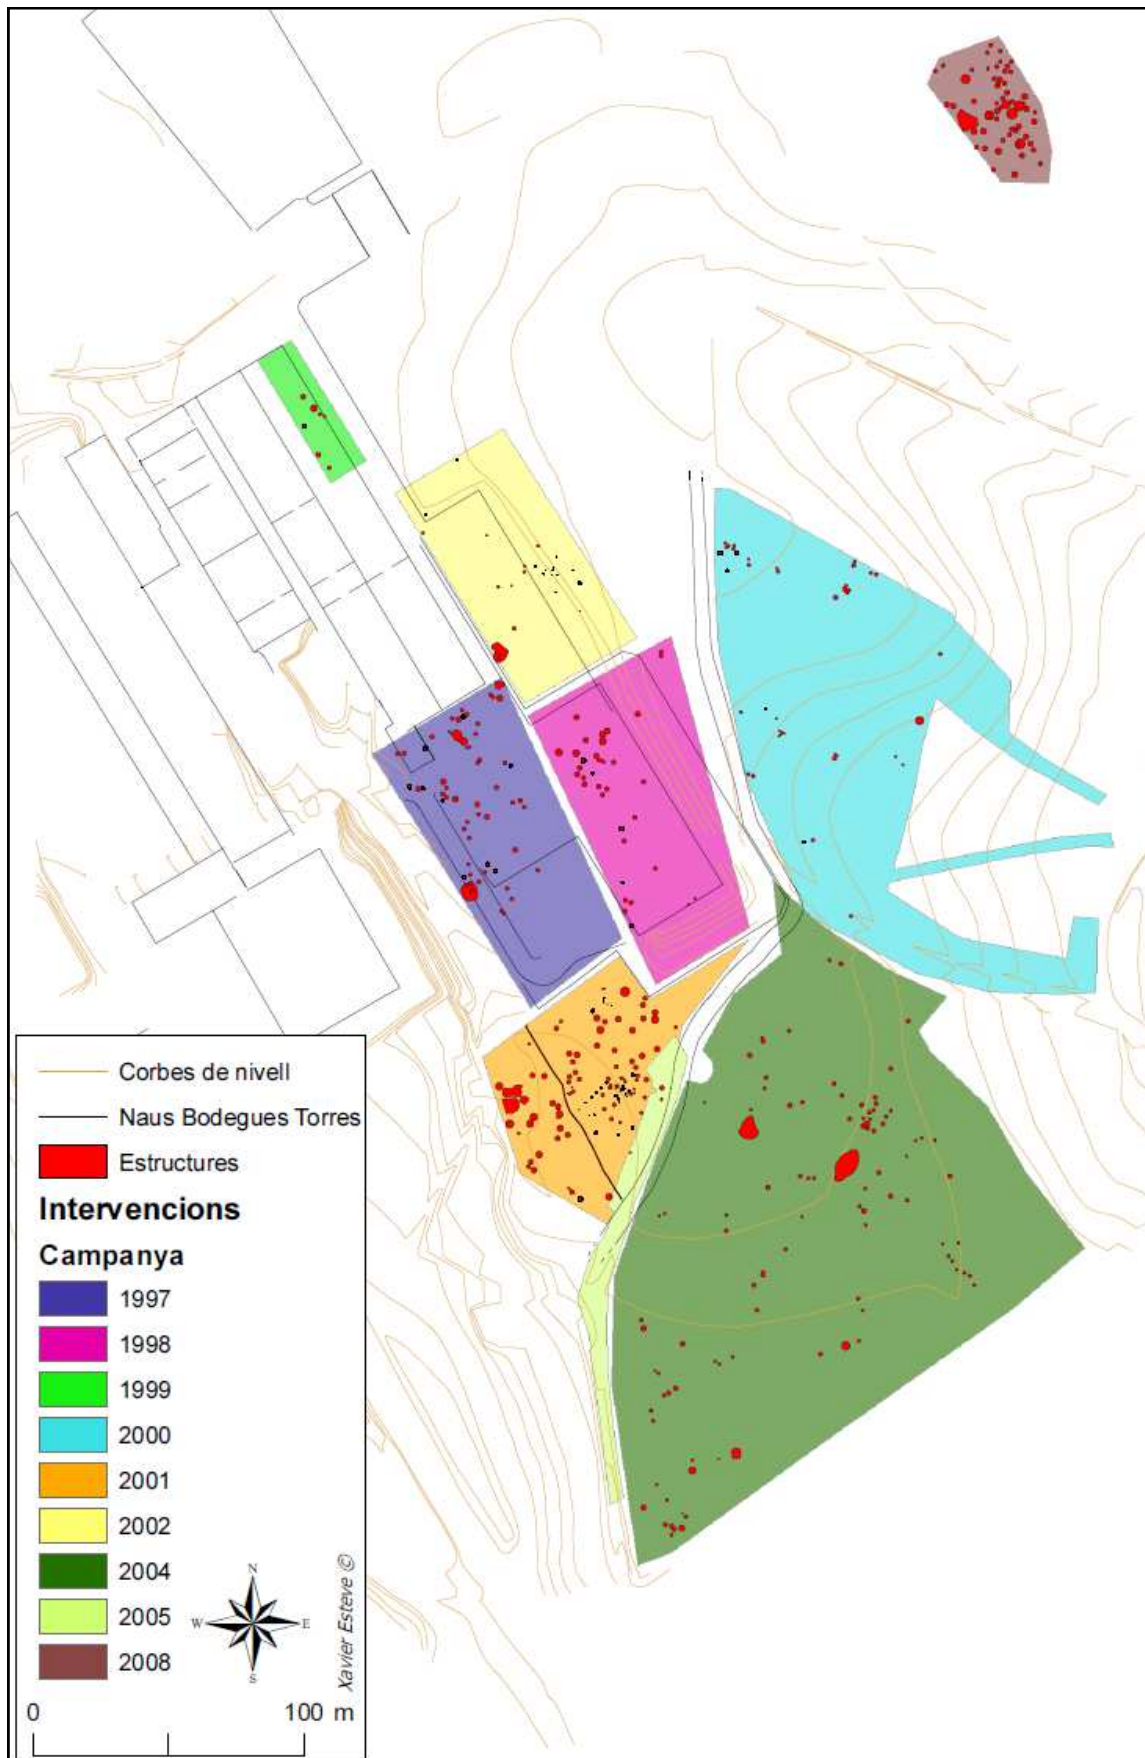 Corbes de nivell
Naus Bodegues Torres
Estructures
Intervencions
Campanya
1997
1998
1999
2000
2001
2002
2004
2005
2008
N
W E
S
Xavier Esteve ©
0 100 m